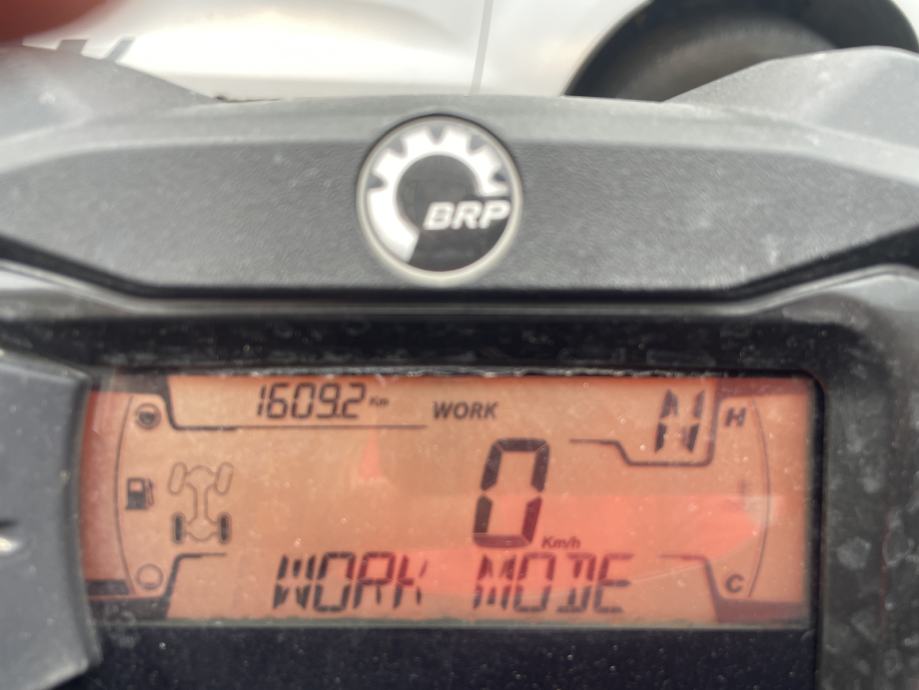 BRP
1609.2 Km WORK N H
0 Km/h
WORK MODE C